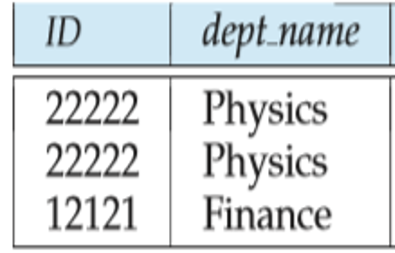 ID dept_name
22222 Physics
22222 Physics
12121 Finance